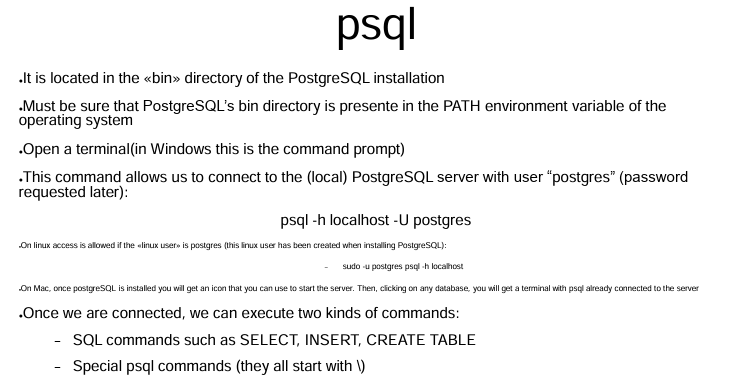 psql
•It is located in the «bin» directory of the PostgreSQL installation
•Must be sure that PostgreSQL's bin directory is presente in the PATH environment variable of the
operating system
•Open a terminal(in Windows this is the command prompt)
•This command allows us to connect to the (local) PostgreSQL server with user “postgres” (password
requested later):
psql -h localhost -U postgres
•On linux access is allowed if the «linux user» is postgres (this linux user has been created when installing PostgreSQL):
– sudo -u postgres psql -h localhost
•On Mac, once postgreSQL is installed you will get an icon that you can use to start the server. Then, clicking on any database, you will get a terminal with psql already connected to the server
•Once we are connected, we can execute two kinds of commands:
– SQL commands such as SELECT, INSERT, CREATE TABLE
– Special psql commands (they all start with \)